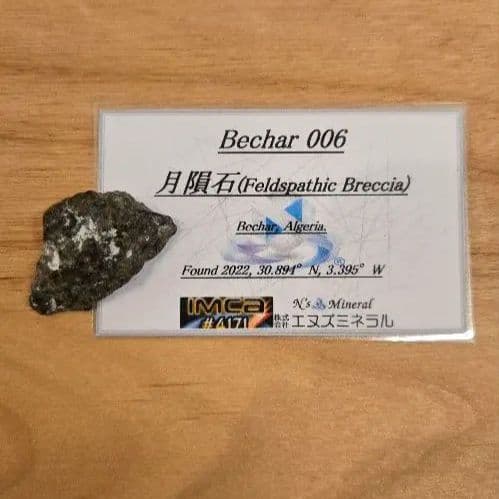 Bechar 006
月隕石(Feldspathic Breccia)
Bechar, Algeria.
Found 2022, 30.894° N, 3.395° W
IMCa N's Mineral
#4171 株式会社 エヌズミネラル